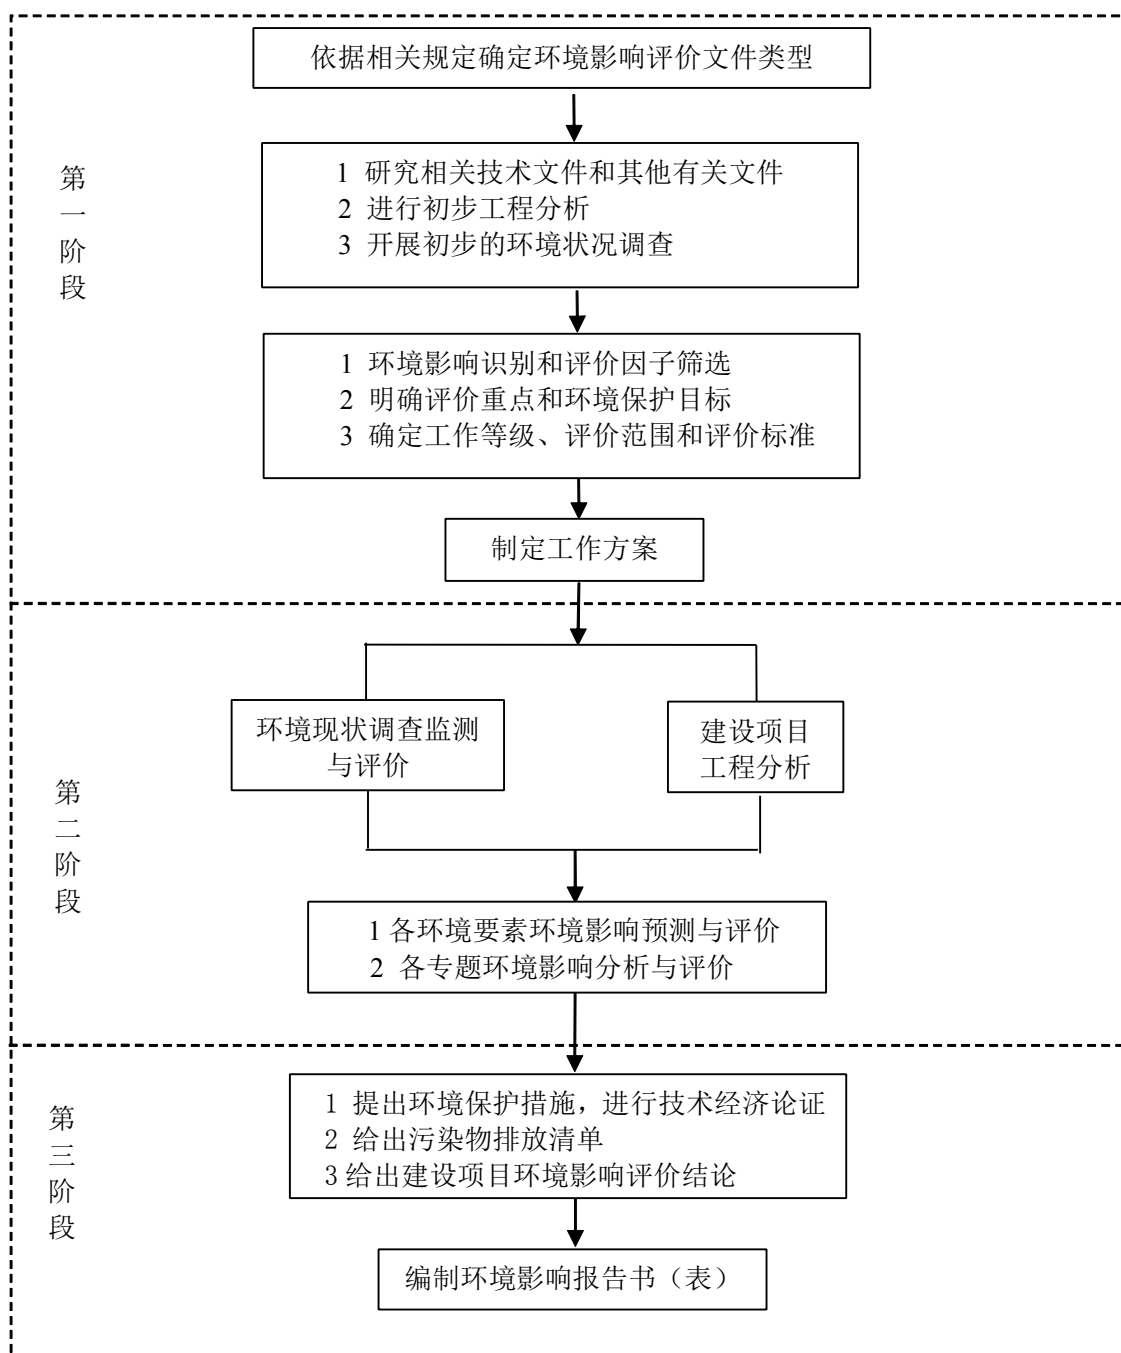 依据相关规定确定环境影响评价文件类型
第一阶段
1 研究相关技术文件和其他有关文件
2 进行初步工程分析
3 开展初步的环境状况调查
1 环境影响识别和评价因子筛选
2 明确评价重点和环境保护目标
3 确定工作等级、评价范围和评价标准
制定工作方案
第二阶段
环境现状调查监测
与评价
建设项目
工程分析
1各环境要素环境影响预测与评价
2 各专题环境影响分析与评价
第三阶段
1 提出环境保护措施，进行技术经济论证
2 给出污染物排放清单
3给出建设项目环境影响评价结论
编制环境影响报告书（表）